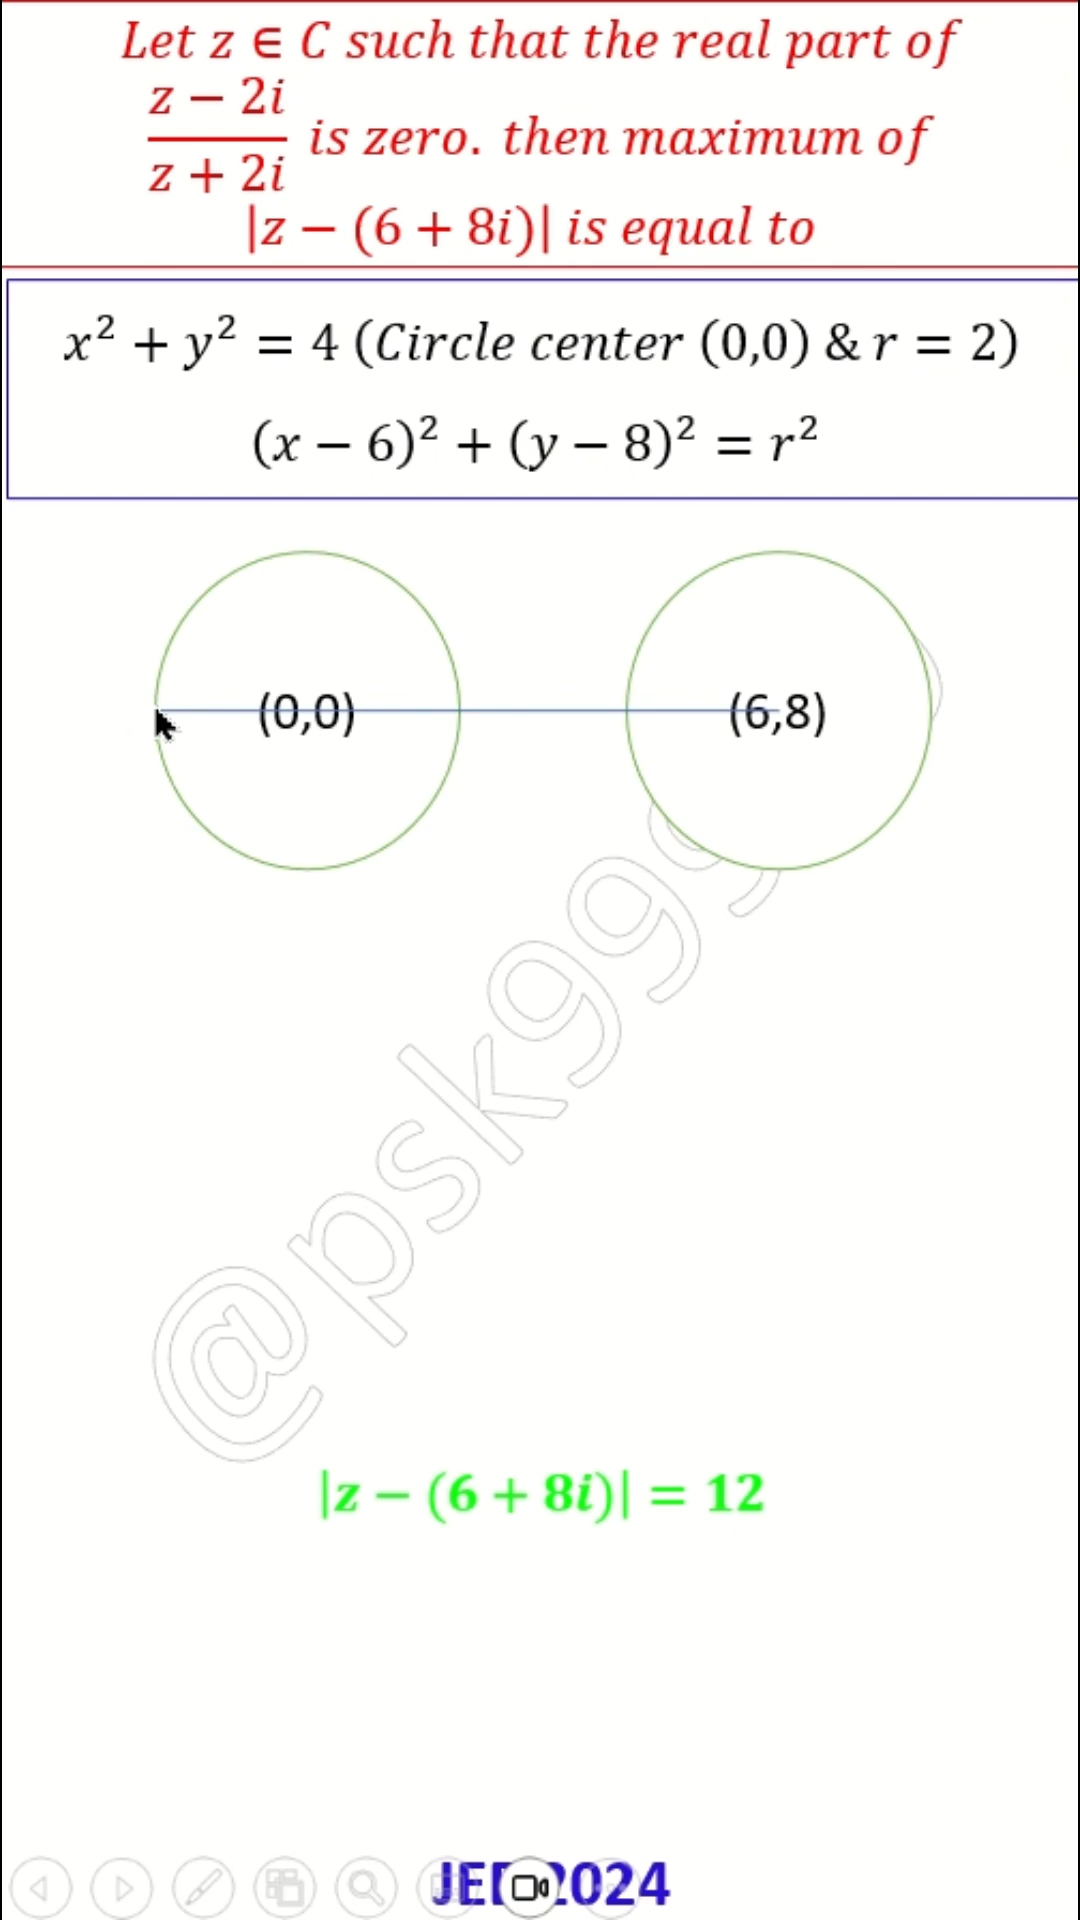 Let z ∈ C such that the real part of
z − 2i
z + 2i
is zero. then maximum of
|z − (6 + 8i)| is equal to
x² + y² = 4 (Circle center (0,0) & r = 2)
(x − 6)² + (y − 8)² = r²
(0,0)
(6,8)
@psk99
|z − (6 + 8i)| = 12
2024